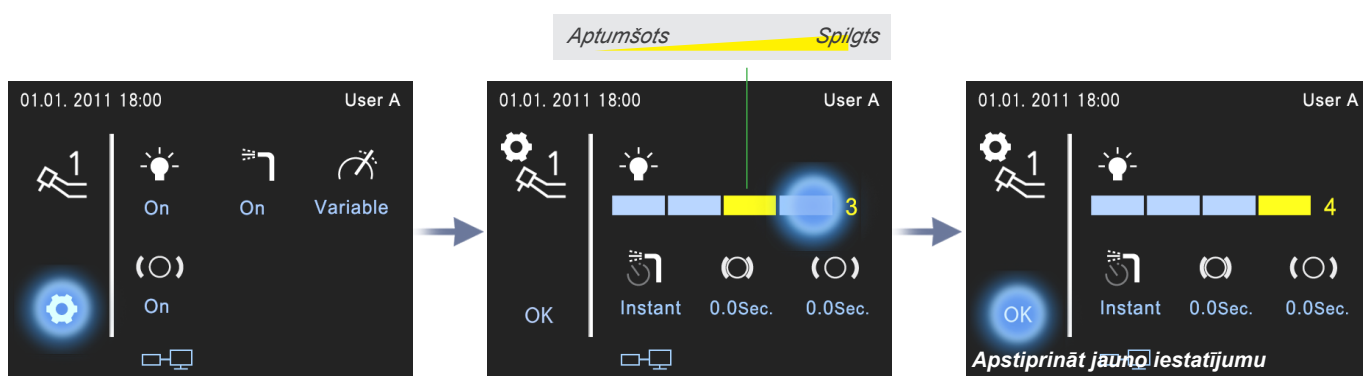 Aptumšots Spilgts
01.01. 2011 18:00 User A
1
On On Variable
On
01.01. 2011 18:00 User A
1
3
Instant 0.0Sec. 0.0Sec.
OK
01.01. 2011 18:00 User A
1
4
Instant 0.0Sec. 0.0Sec.
OK
Apstiprināt jauno iestatījumu